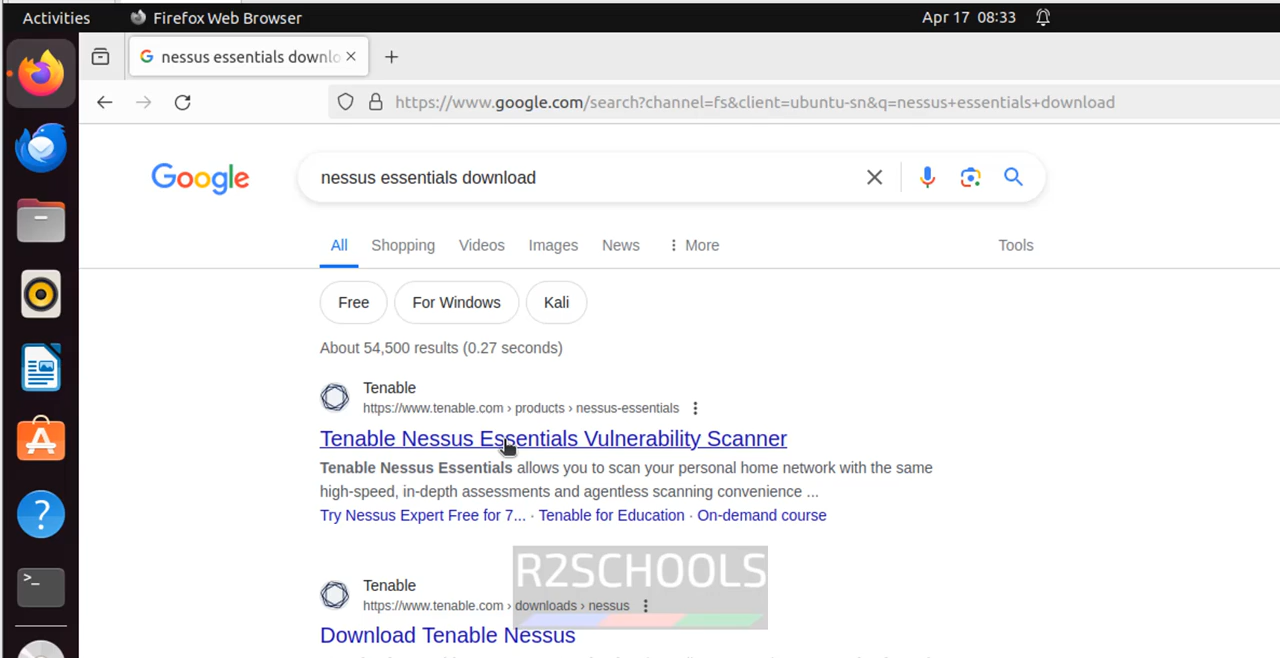 Activities Firefox Web Browser Apr 17 08:33
nessus essentials downlo
https://www.google.com/search?channel=fs&client=ubuntu-sn&q=nessus+essentials+download
Google nessus essentials download
All Shopping Videos Images News More Tools
Free For Windows Kali
About 54,500 results (0.27 seconds)
Tenable
https://www.tenable.com › products › nessus-essentials
Tenable Nessus Essentials Vulnerability Scanner
Tenable Nessus Essentials allows you to scan your personal home network with the same
high-speed, in-depth assessments and agentless scanning convenience ...
Try Nessus Expert Free for 7... · Tenable for Education · On-demand course
R2SCHOOLS
Tenable
https://www.tenable.com › downloads › nessus
Download Tenable Nessus